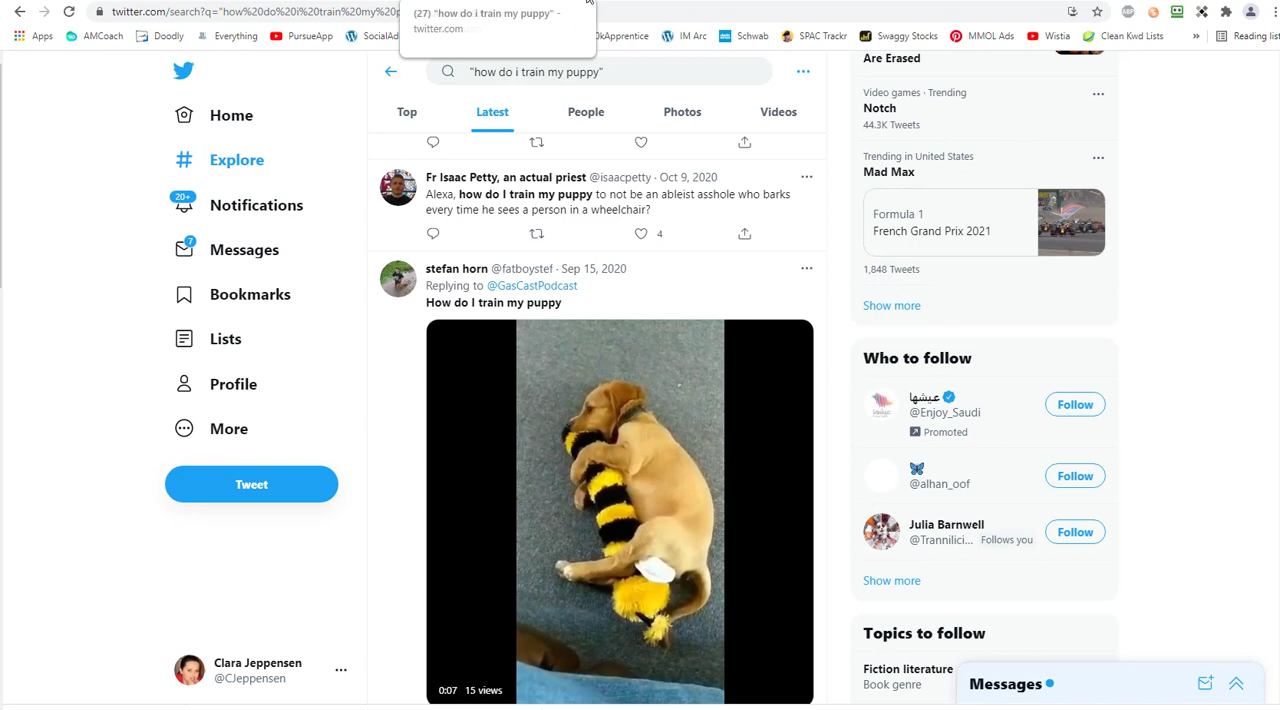 (27) "how do i train my puppy" -
twitter.com
twitter.com/search?q="how%20do%20i%20train%20my%20p
ABP
Apps
AMCoach
Doodly
Everything
PursueApp
SocialAd
0kApprentice
IM Arc
Schwab
SPAC Trackr
Swaggy Stocks
MMOL Ads
Wistia
Clean Kwd Lists
»
Reading list
Home
Explore
20+
Notifications
7
Messages
Bookmarks
Lists
Profile
More
Tweet
Clara Jeppensen
@CJeppensen
"how do i train my puppy"
Top
Latest
People
Photos
Videos
Fr Isaac Petty, an actual priest @isaacpetty · Oct 9, 2020
Alexa, how do I train my puppy to not be an ableist asshole who barks
every time he sees a person in a wheelchair?
4
stefan horn @fatboystef · Sep 15, 2020
Replying to @GasCastPodcast
How do I train my puppy
0:07 15 views
Are Erased
Video games · Trending
Notch
44.3K Tweets
Trending in United States
Mad Max
Formula 1
French Grand Prix 2021
1,848 Tweets
Show more
Who to follow
عيشها
@Enjoy_Saudi
Promoted
Follow
@alhan_oof
Follow
Julia Barnwell
@Trannilici... Follows you
Follow
Show more
Topics to follow
Fiction literature
Book genre
Messages